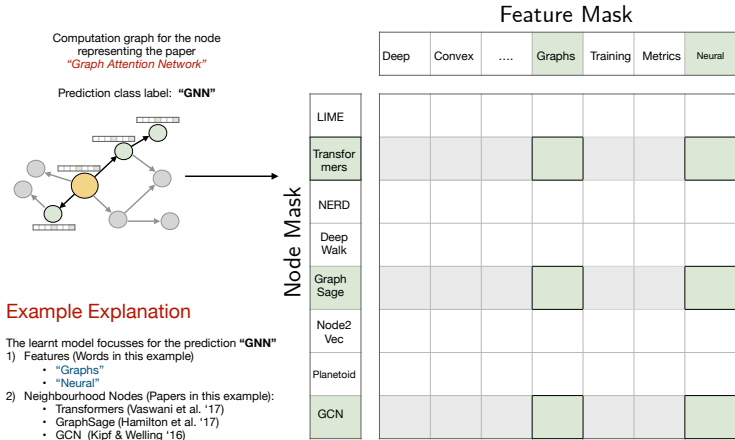 Computation graph for the node
representing the paper
“Graph Attention Network”
Prediction class label: “GNN”
Example Explanation
The learnt model focusses for the prediction “GNN”
1) Features (Words in this example)
• “Graphs”
• “Neural”
2) Neighbourhood Nodes (Papers in this example):
• Transformers (Vaswani et al. ‘17)
• GraphSage (Hamilton et al. ‘17)
• GCN (Kipf & Welling ‘16)
Feature Mask
Deep Convex .... Graphs Training Metrics Neural
Node Mask
LIME
Transfor
mers
NERD
Deep
Walk
Graph
Sage
Node2
Vec
Planetoid
GCN